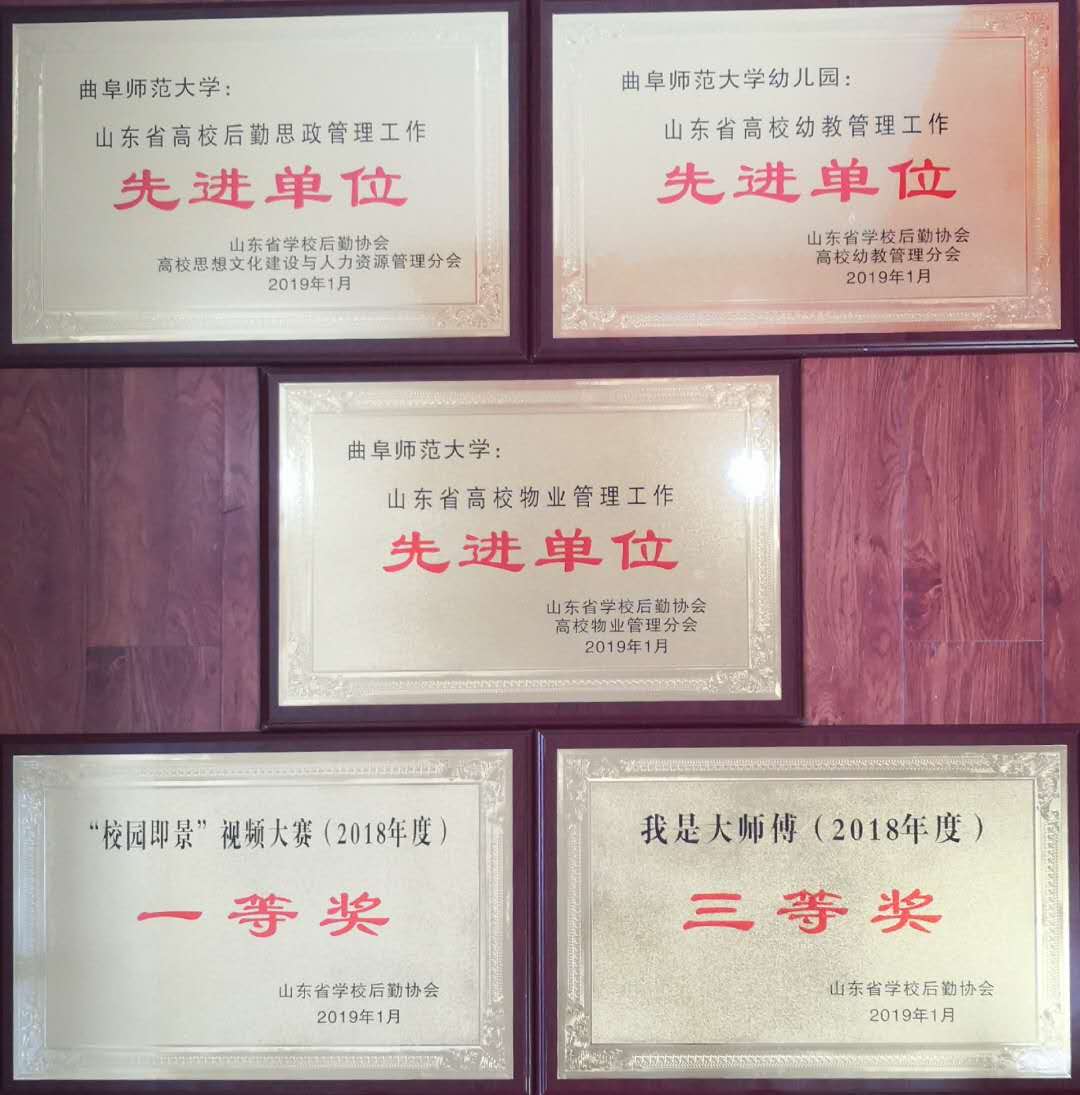 曲阜师范大学：
山东省高校后勤思政管理工作
先进单位
山东省学校后勤协会
高校思想文化建设与人力资源管理分会
2019年1月
曲阜师范大学幼儿园：
山东省高校幼教管理工作
先进单位
山东省学校后勤协会
高校幼教管理分会
2019年1月
曲阜师范大学：
山东省高校物业管理工作
先进单位
山东省学校后勤协会
高校物业管理分会
2019年1月
“校园即景”视频大赛（2018年度）
一等奖
山东省学校后勤协会
2019年1月
我是大师傅（2018年度）
三等奖
山东省学校后勤协会
2019年1月